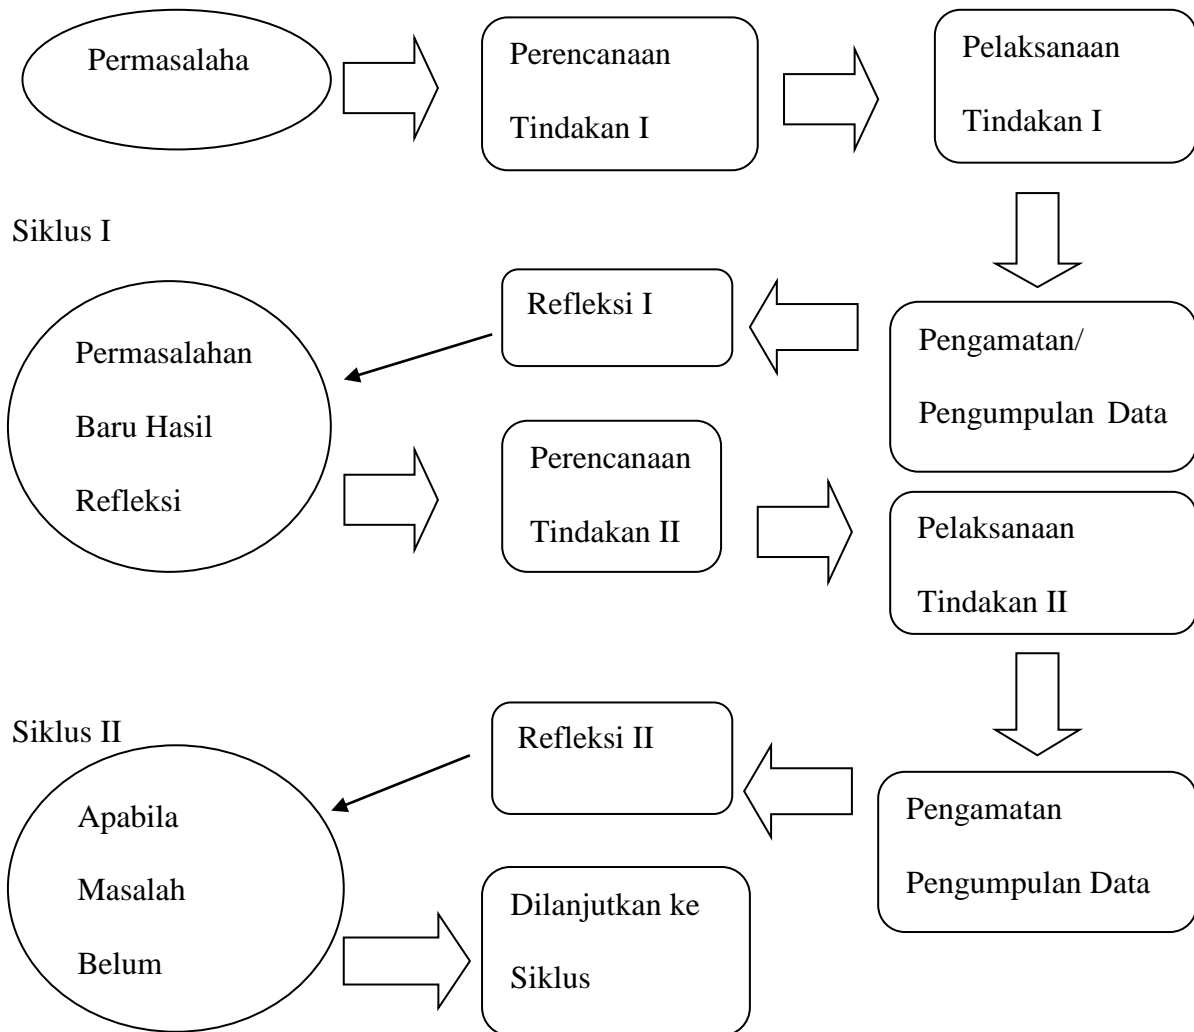 Permasalaha
Perencanaan
Tindakan I
Pelaksanaan
Tindakan I
Siklus I
Pengamatan/
Pengumpulan Data
Refleksi I
Permasalahan
Baru Hasil
Refleksi
Perencanaan
Tindakan II
Pelaksanaan
Tindakan II
Siklus II
Pengamatan
Pengumpulan Data
Refleksi II
Apabila
Masalah
Belum
Dilanjutkan ke
Siklus